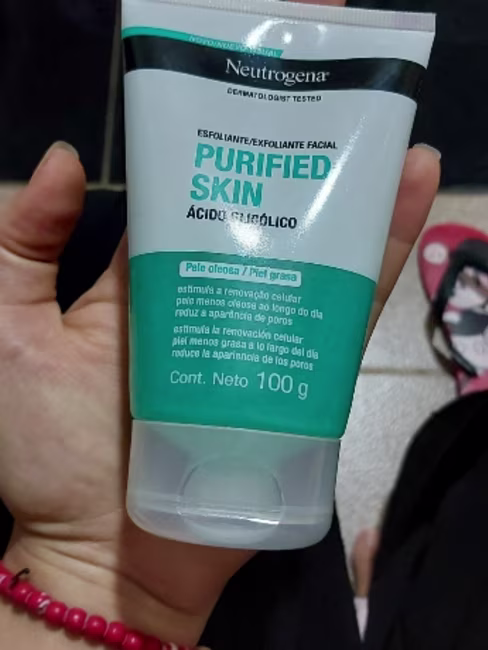 Neutrogena®
DERMATOLOGIST TESTED
ESFOLIANTE/EXFOLIANTE FACIAL
PURIFIED
SKIN
ÁCIDO GLICÓLICO
Pele oleosa / Piel grasa
estimula a renovação celular
pele menos oleosa ao longo do dia
reduz a aparência de poros
estimula la renovación celular
piel menos grasa a lo largo del día
reduce la apariencia de los poros
Cont. Neto 100 g